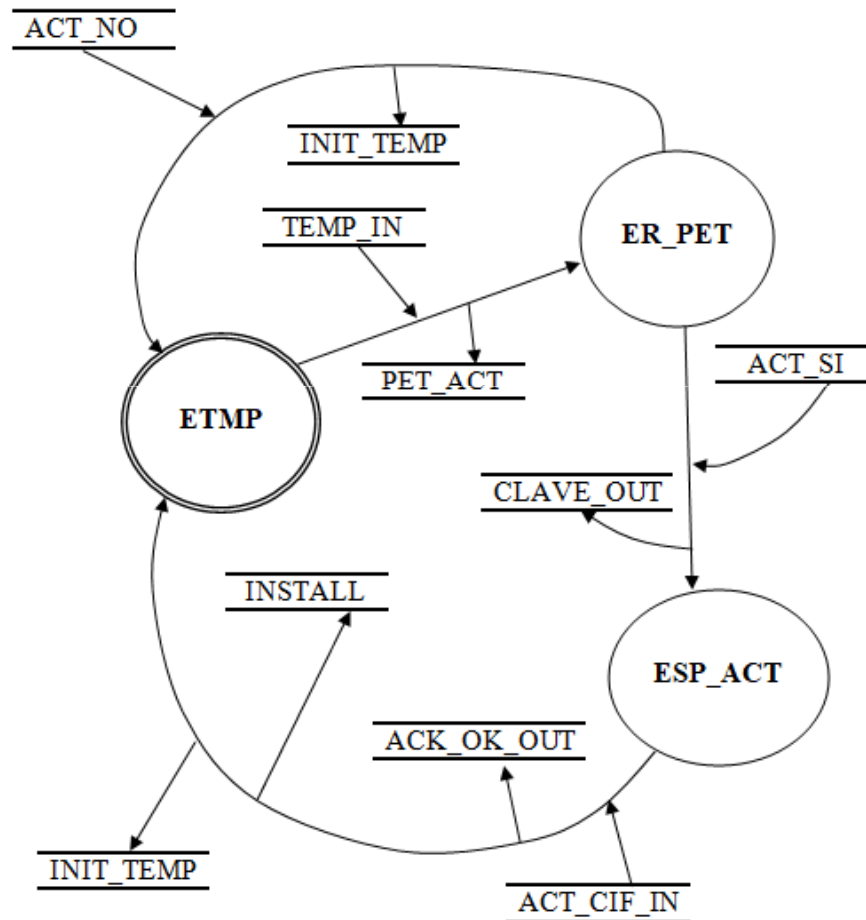 ACT_NO
INIT_TEMP
TEMP_IN
ER_PET
PET_ACT
ACT_SI
ETMP
CLAVE_OUT
INSTALL
ESP_ACT
ACK_OK_OUT
INIT_TEMP
ACT_CIF_IN